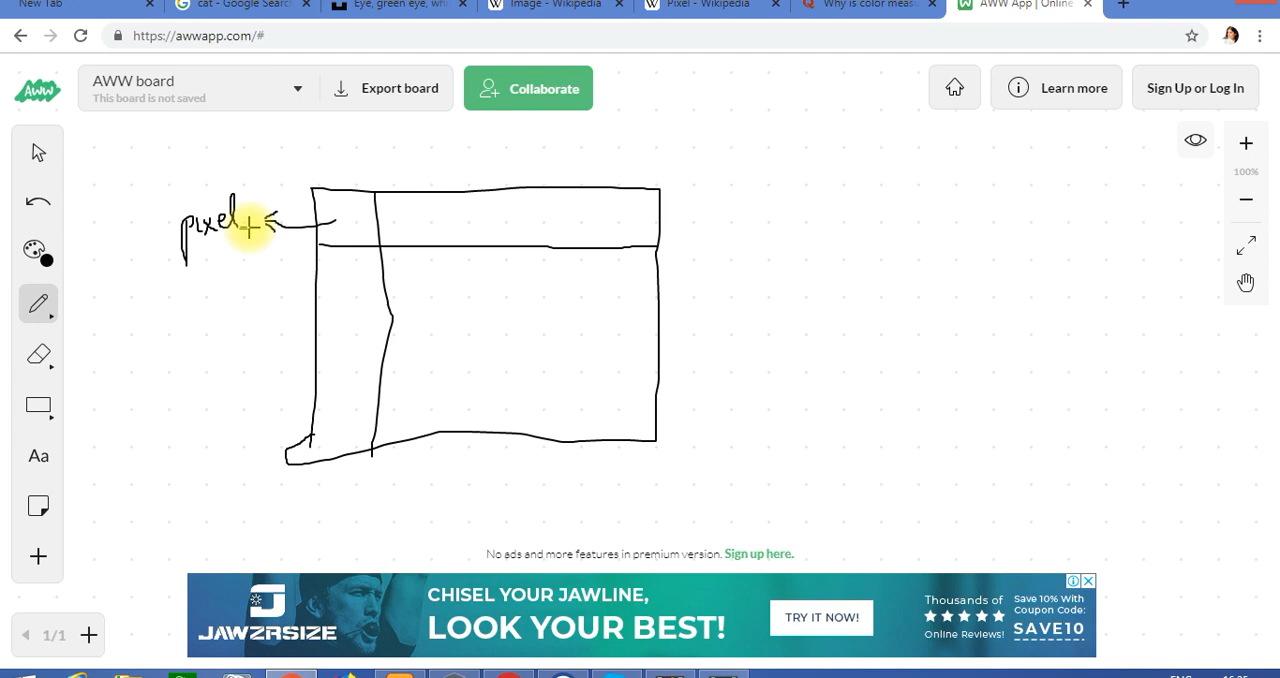 New Tab
cat - Google Searc
Eye, green eye, wh
Image - Wikipedia
Pixel - Wikipedia
Why is color meas
AWW App | Online
https://awwapp.com/#
AWW
AWW board
This board is not saved
Export board
Collaborate
Learn more
Sign Up or Log In
100%
pixel
Aa
1/1
No ads and more features in premium version. Sign up here.
JAWZRSIZE
CHISEL YOUR JAWLINE,
LOOK YOUR BEST!
TRY IT NOW!
Thousands of
Online Reviews!
Save 10% With
Coupon Code:
SAVE10